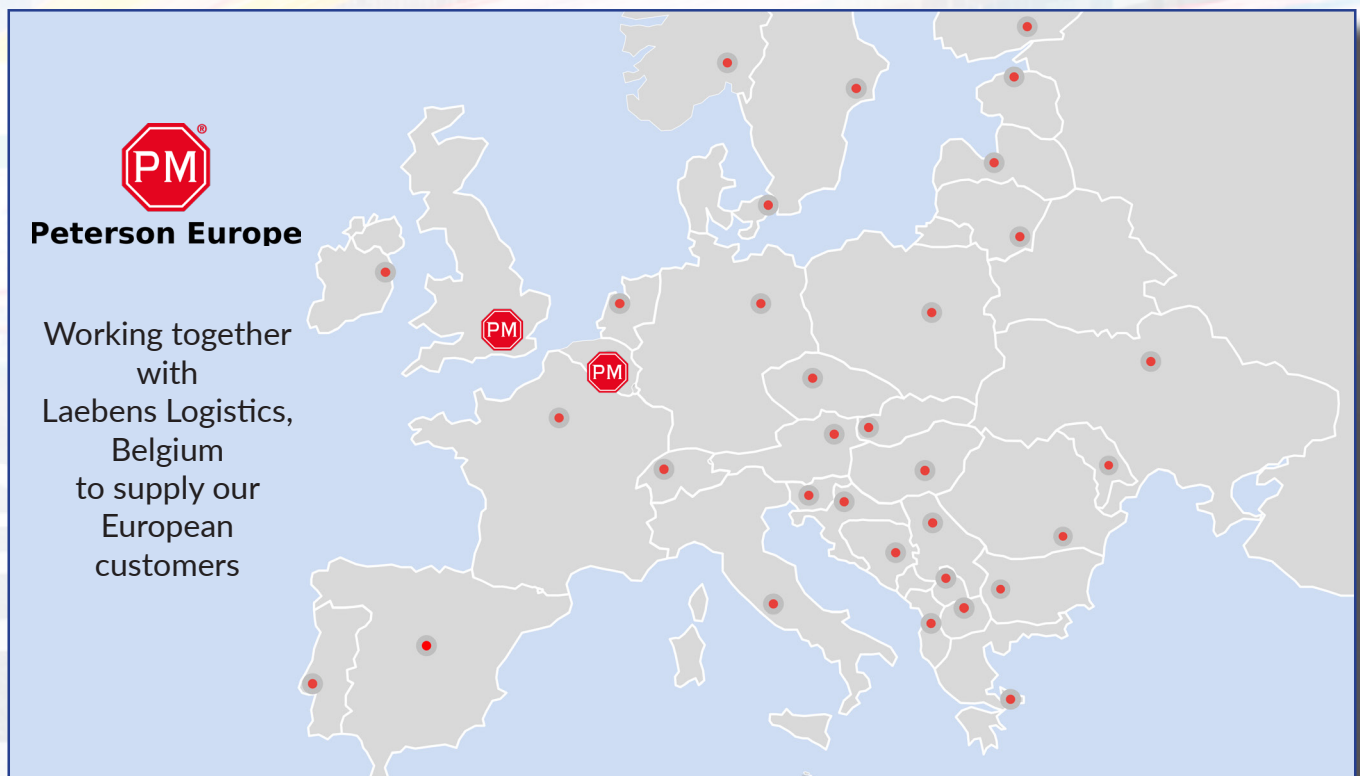 PM®
Peterson Europe
Working together
with
Laebens Logistics,
Belgium
to supply our
European
customers
PM
PM